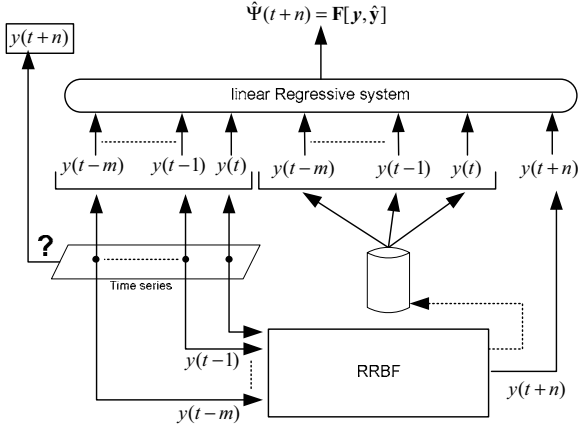 Ψ̂(t+n) = F[y,ŷ]
y(t+n)
linear Regressive system
y(t−m) y(t−1) y(t) y(t−m) y(t−1) y(t) y(t+n)
?
Time series
y(t−1)
RRBF
y(t+n)
y(t−m)